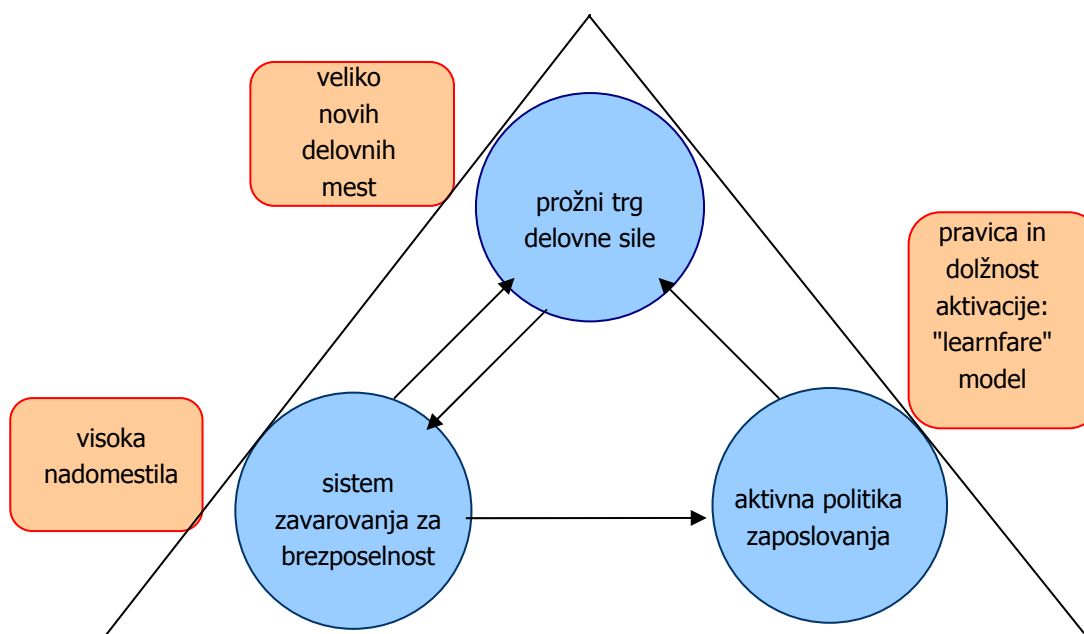 veliko
novih
delovnih
mest
prožni trg
delovne sile
pravica in
dolžnost
aktivacije:
"learnfare"
model
visoka
nadomestila
sistem
zavarovanja za
brezposelnost
aktivna politika
zaposlovanja